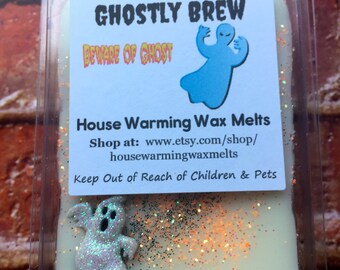 GHOSTLY BREW
BEWARE OF GHOST
House Warming Wax Melts
Shop at: www.etsy.com/shop/
housewarmingwaxmelts
Keep Out of Reach of Children & Pets